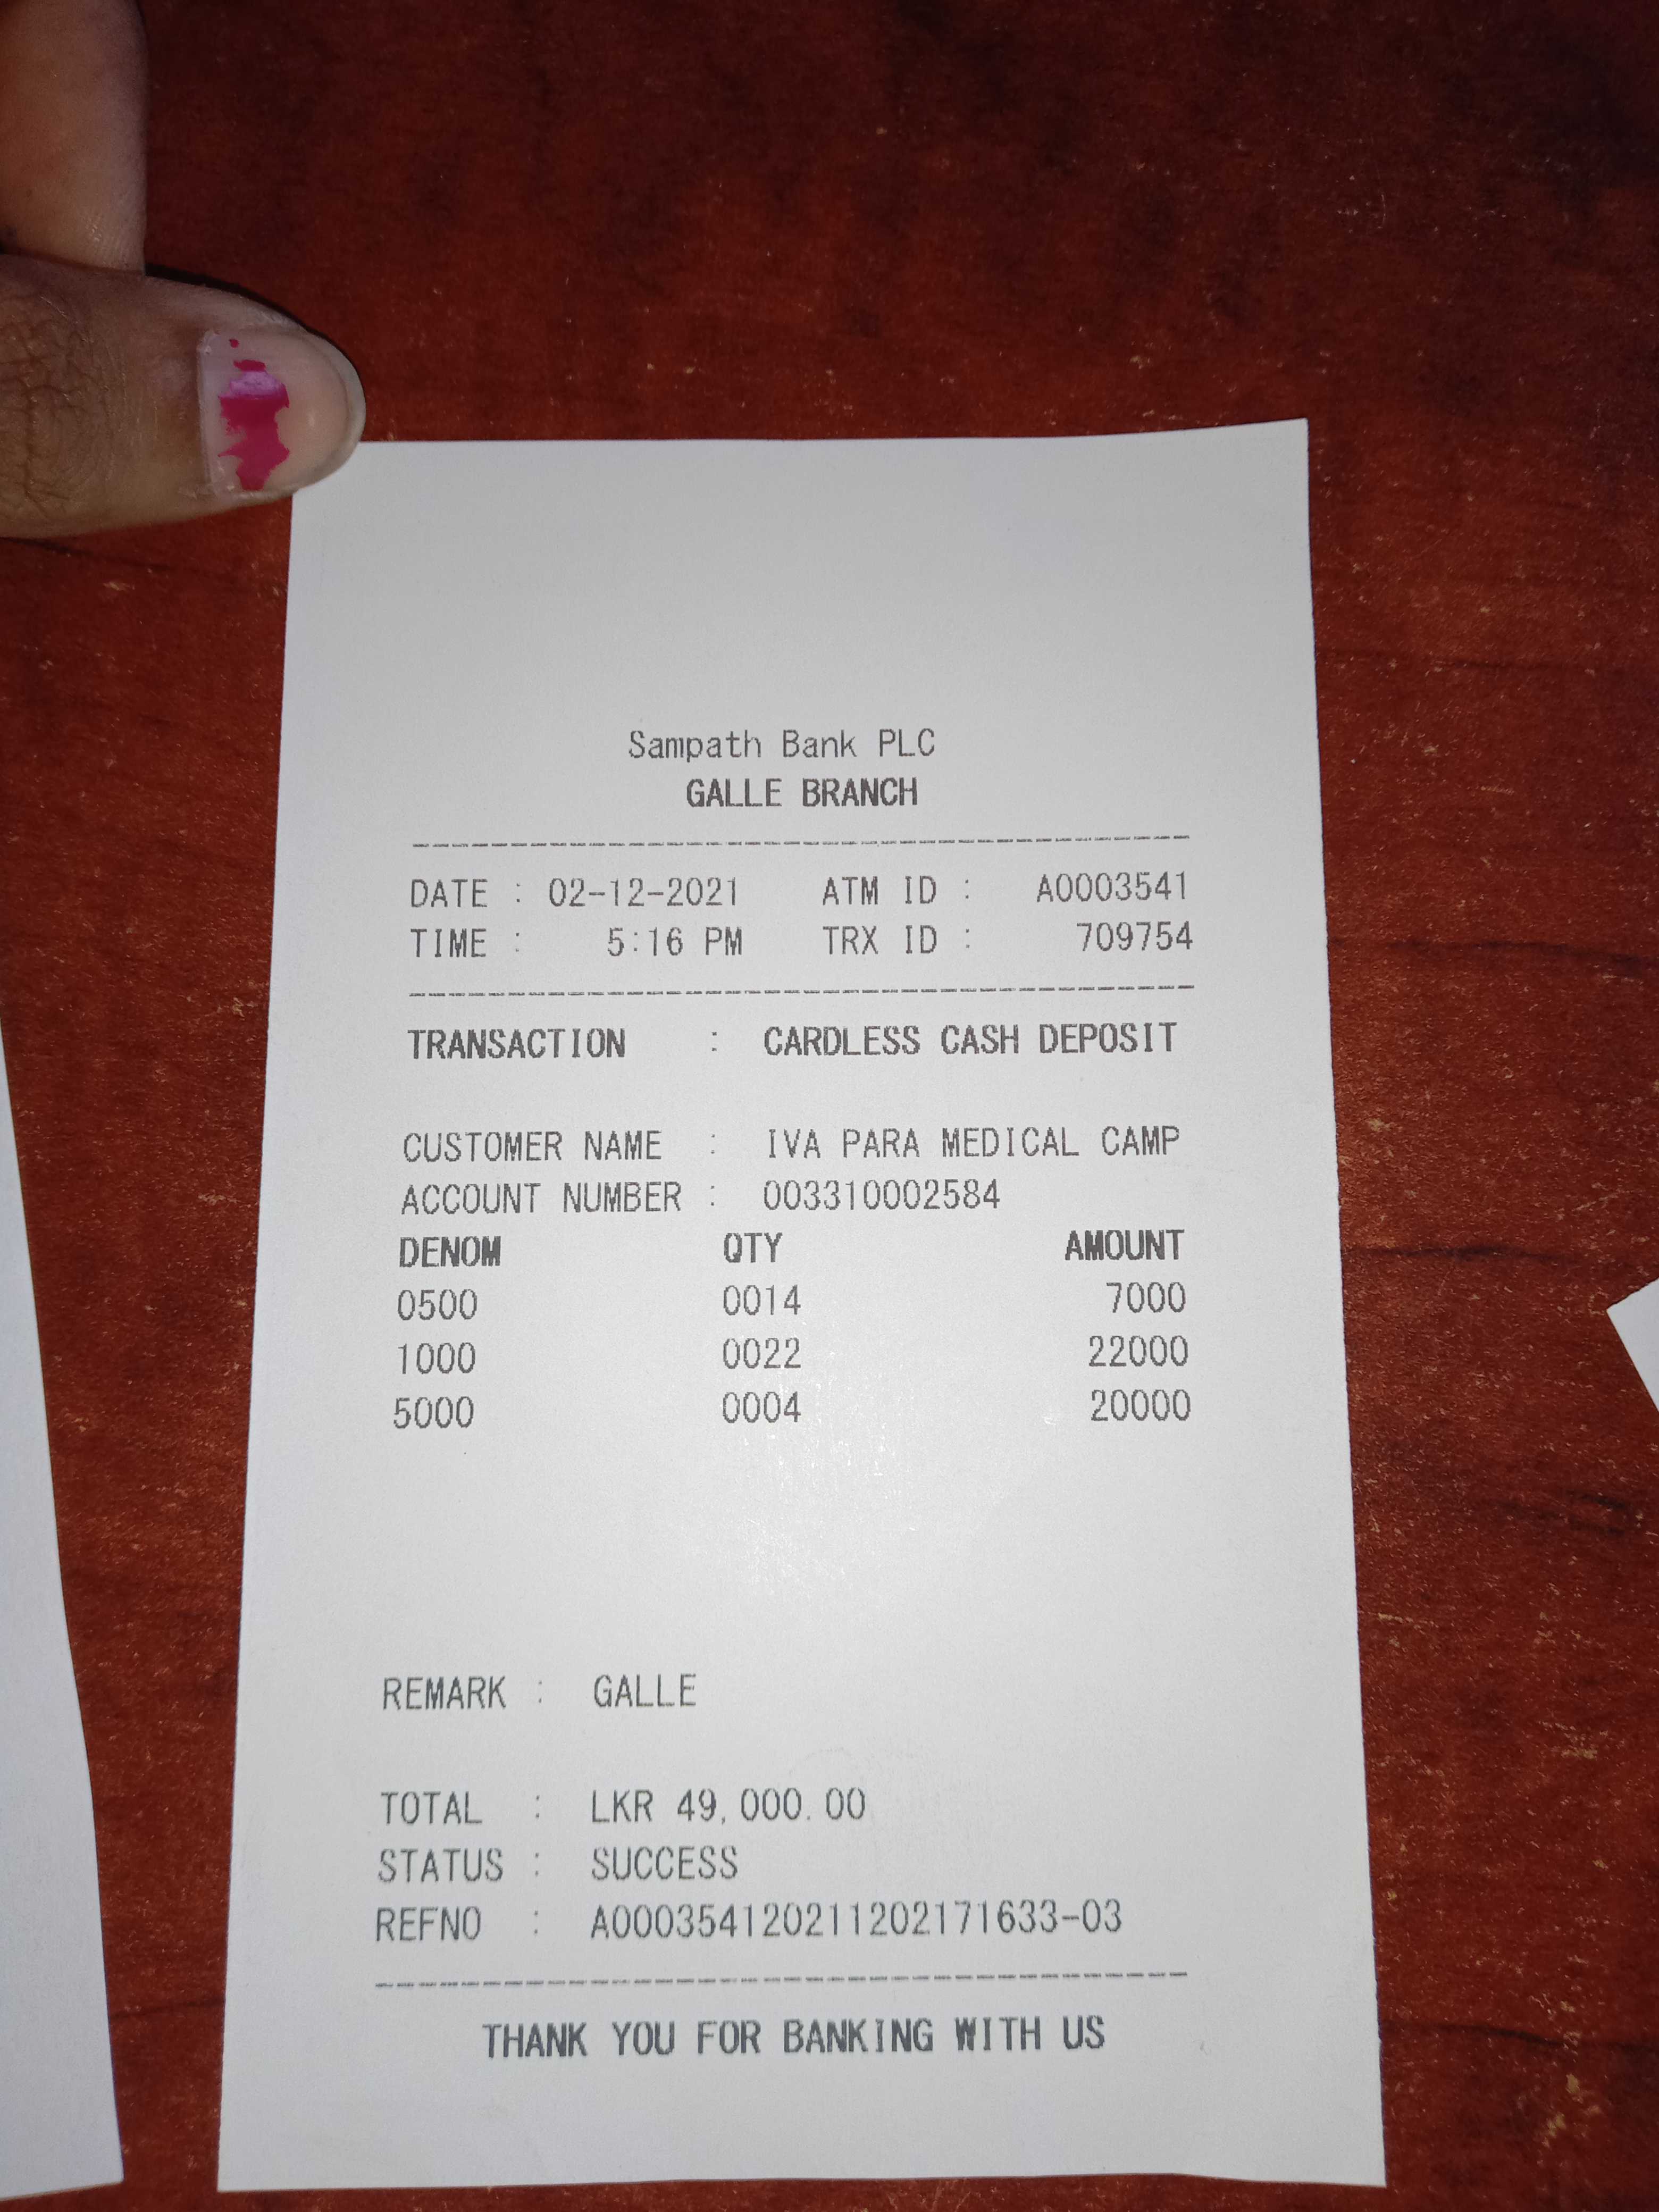 Sampath Bank PLC
GALLE BRANCH
DATE : 02-12-2021 ATM ID : A0003541
TIME : 5:16 PM TRX ID : 709754
TRANSACTION : CARDLESS CASH DEPOSIT
CUSTOMER NAME : IVA PARA MEDICAL CAMP
ACCOUNT NUMBER : 003310002584
DENOM QTY AMOUNT
0500 0014 7000
1000 0022 22000
5000 0004 20000
REMARK : GALLE
TOTAL : LKR 49,000.00
STATUS : SUCCESS
REFNO : A000354120211202171633-03
THANK YOU FOR BANKING WITH US